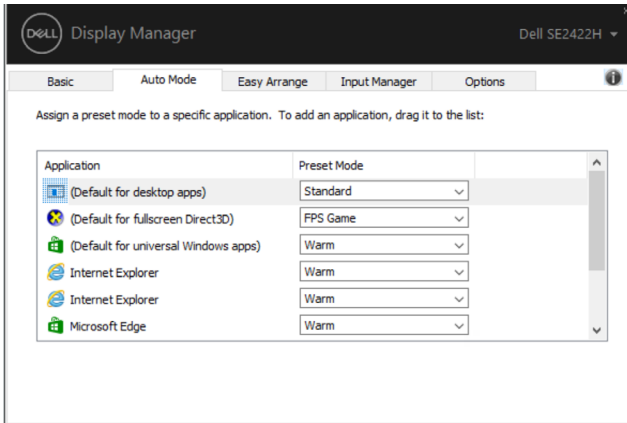 DELL Display Manager Dell SE2422H
Basic Auto Mode Easy Arrange Input Manager Options
Assign a preset mode to a specific application. To add an application, drag it to the list:
Application Preset Mode
(Default for desktop apps) Standard
(Default for fullscreen Direct3D) FPS Game
(Default for universal Windows apps) Warm
Internet Explorer Warm
Internet Explorer Warm
Microsoft Edge Warm